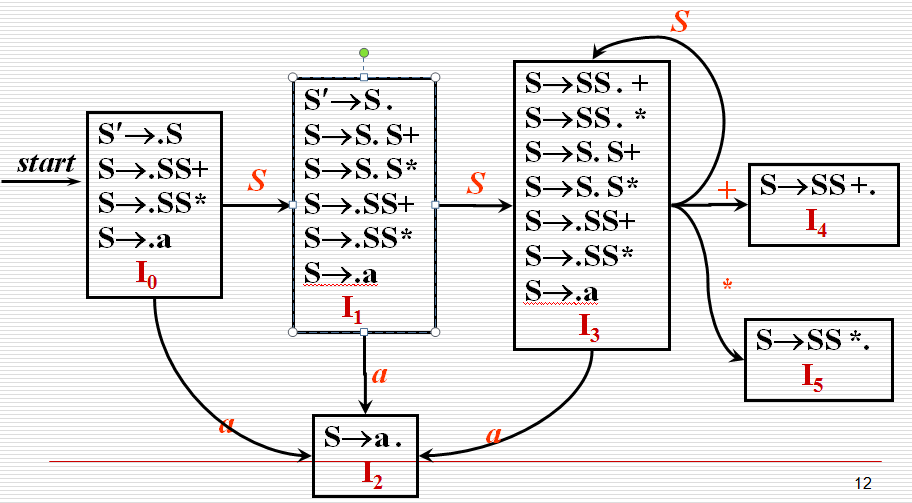 start
S′→.S
S→.SS+
S→.SS*
S→.a
I₀
S
a
S′→S.
S→S. S+
S→S. S*
S→.SS+
S→.SS*
S→.a
I₁
S
a
S→SS. +
S→SS. *
S→S. S+
S→S. S*
S→.SS+
S→.SS*
S→.a
I₃
S
a
+
S→SS +.
I₄
*
S→SS *.
I₅
S→a.
I₂
12